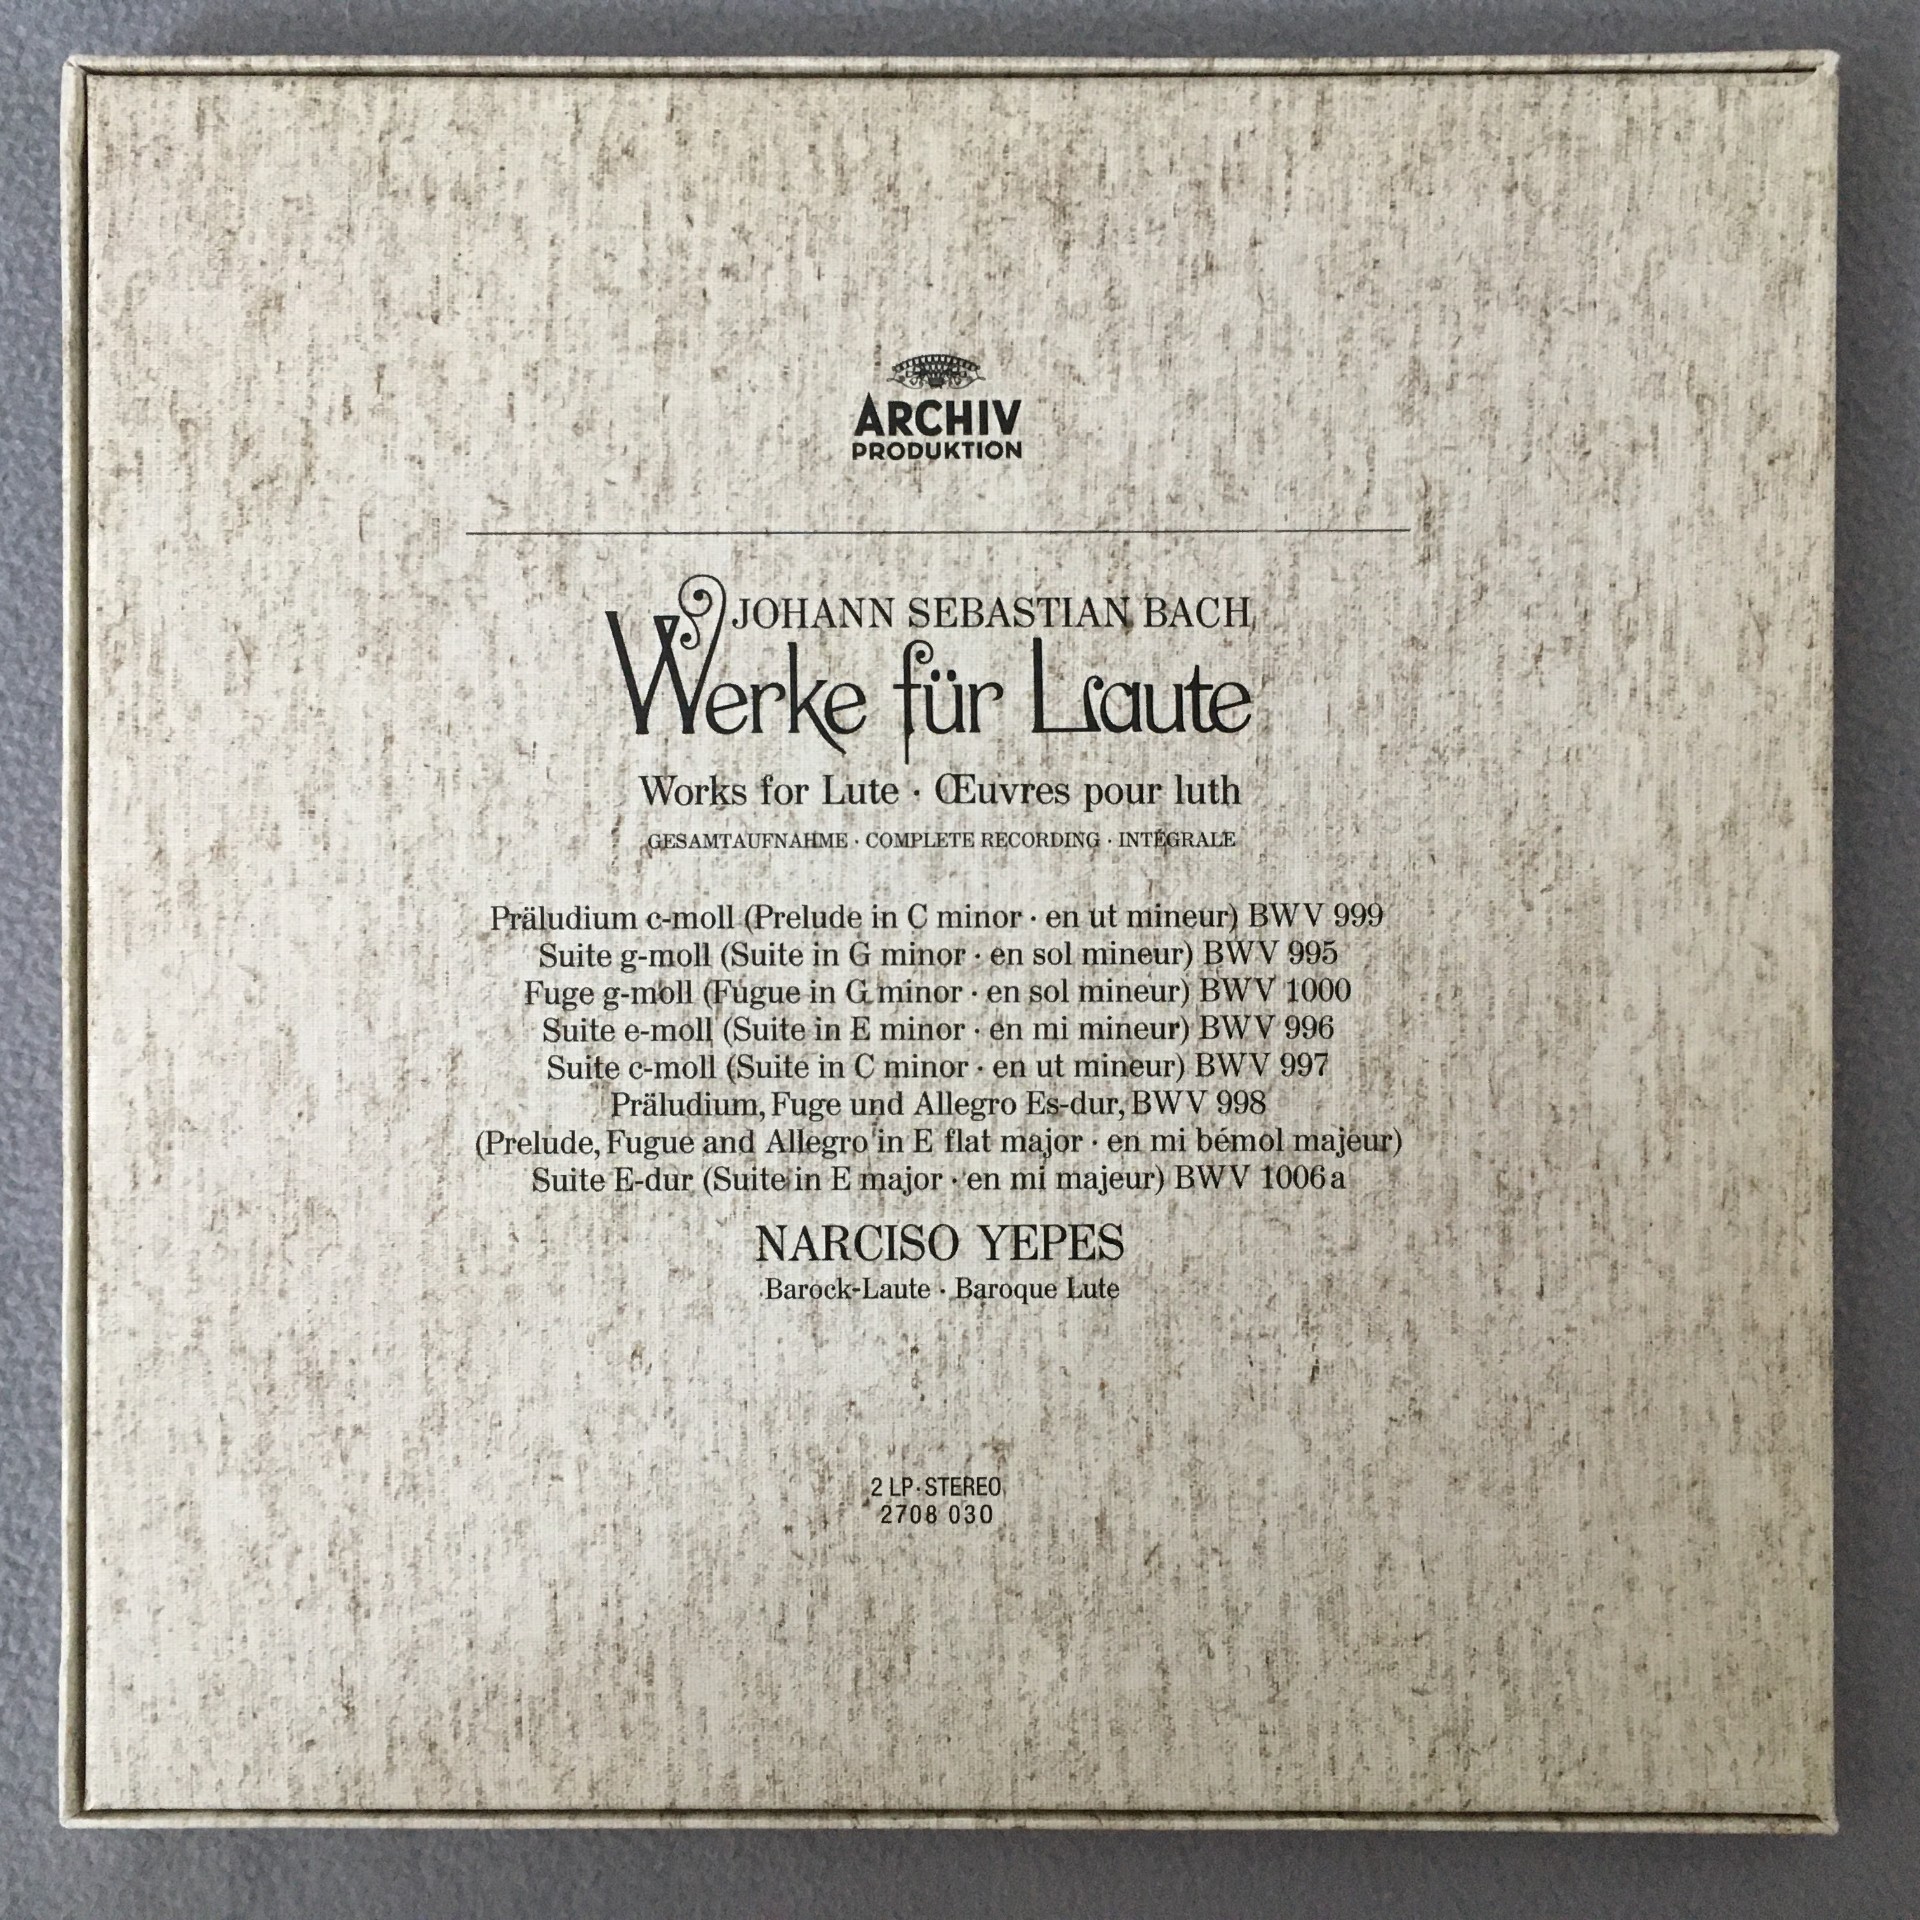 ARCHIV
PRODUKTION
JOHANN SEBASTIAN BACH
Werke für Laute
Works for Lute · Œuvres pour luth
GESAMTAUFNAHME · COMPLETE RECORDING · INTÉGRALE
Präludium c-moll (Prelude in C minor · en ut mineur) BWV 999
Suite g-moll (Suite in G minor · en sol mineur) BWV 995
Fuge g-moll (Fugue in G minor · en sol mineur) BWV 1000
Suite e-moll (Suite in E minor · en mi mineur) BWV 996
Suite c-moll (Suite in C minor · en ut mineur) BWV 997
Präludium, Fuge und Allegro Es-dur, BWV 998
(Prelude, Fugue and Allegro in E flat major · en mi bémol majeur)
Suite E-dur (Suite in E major · en mi majeur) BWV 1006a
NARCISO YEPES
Barock-Laute · Baroque Lute
2 LP · STEREO
2708 030